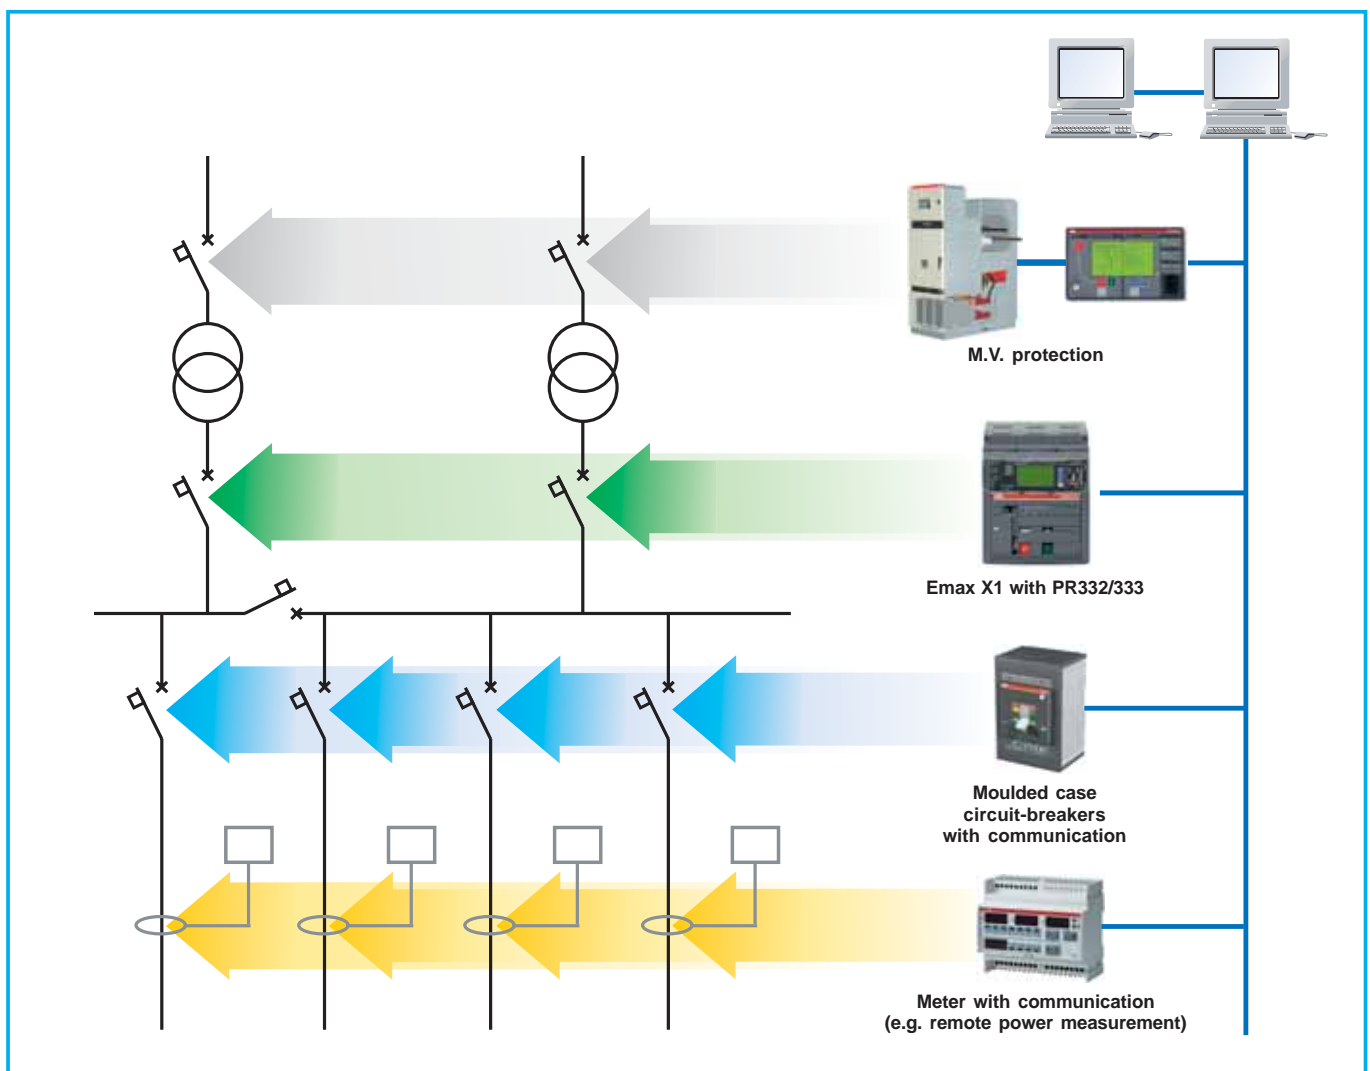 M.V. protection
Emax X1 with PR332/333
Moulded case
circuit-breakers
with communication
Meter with communication
(e.g. remote power measurement)